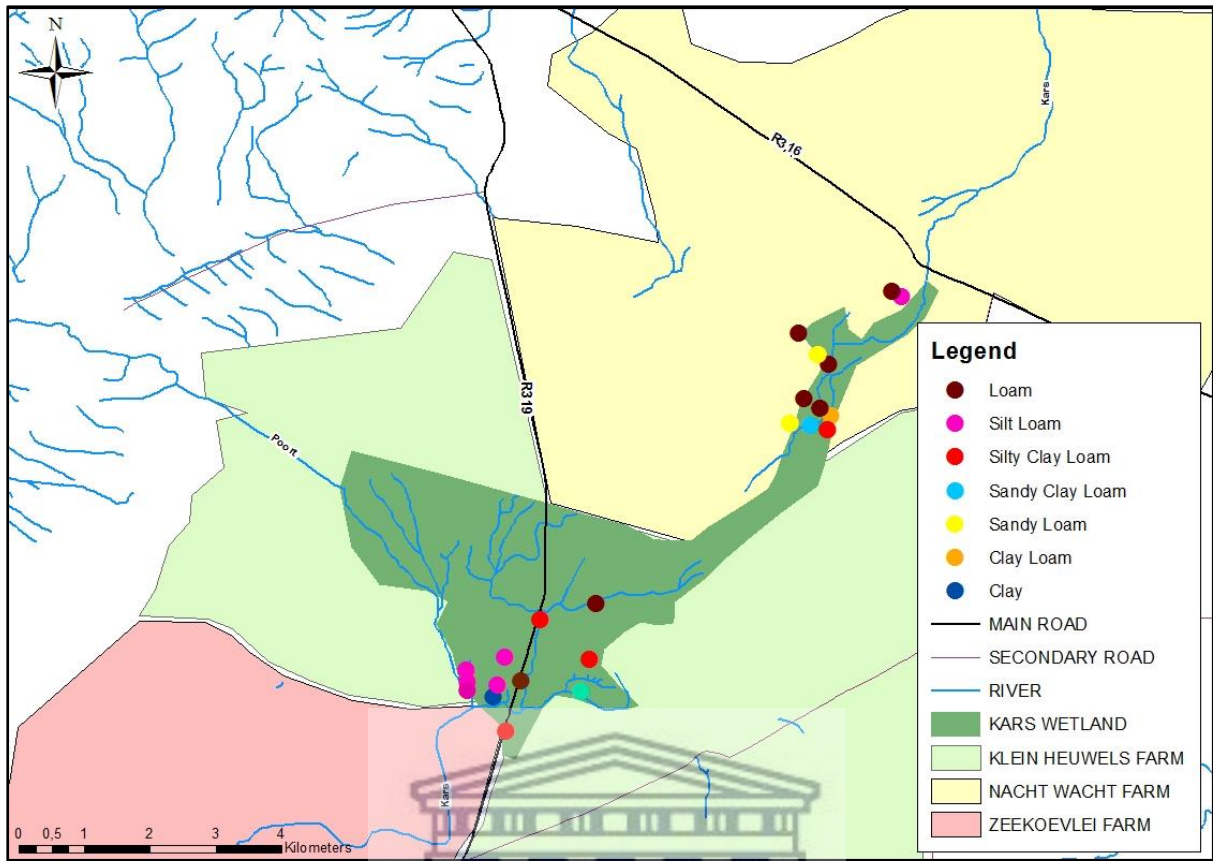 N
Kars
R3,16
R319
Poort
Kars
Legend
Loam
Silt Loam
Silty Clay Loam
Sandy Clay Loam
Sandy Loam
Clay Loam
Clay
MAIN ROAD
SECONDARY ROAD
RIVER
KARS WETLAND
KLEIN HEUWELS FARM
NACHT WACHT FARM
ZEEKOEVLEI FARM
0 0,5 1 2 3 4
Kilometers